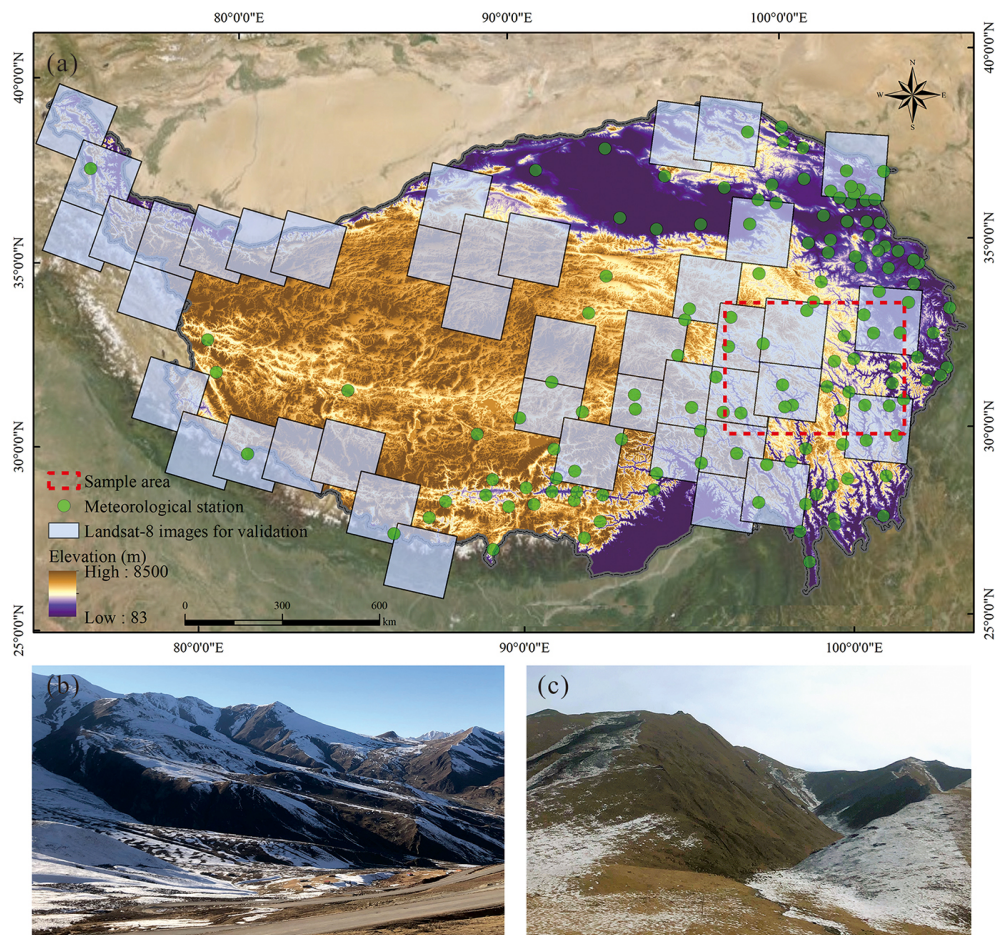 80°0'0"E 90°0'0"E 100°0'0"E
(a)
40°0'0"N
40°0'0"N
N
W E
S
35°0'0"N
35°0'0"N
30°0'0"N
30°0'0"N
Sample area
Meteorological station
Landsat-8 images for validation
Elevation (m)
High : 8500
Low : 83
0 300 600
km
25°0'0"N
25°0'0"N
80°0'0"E 90°0'0"E 100°0'0"E
(b)
(c)